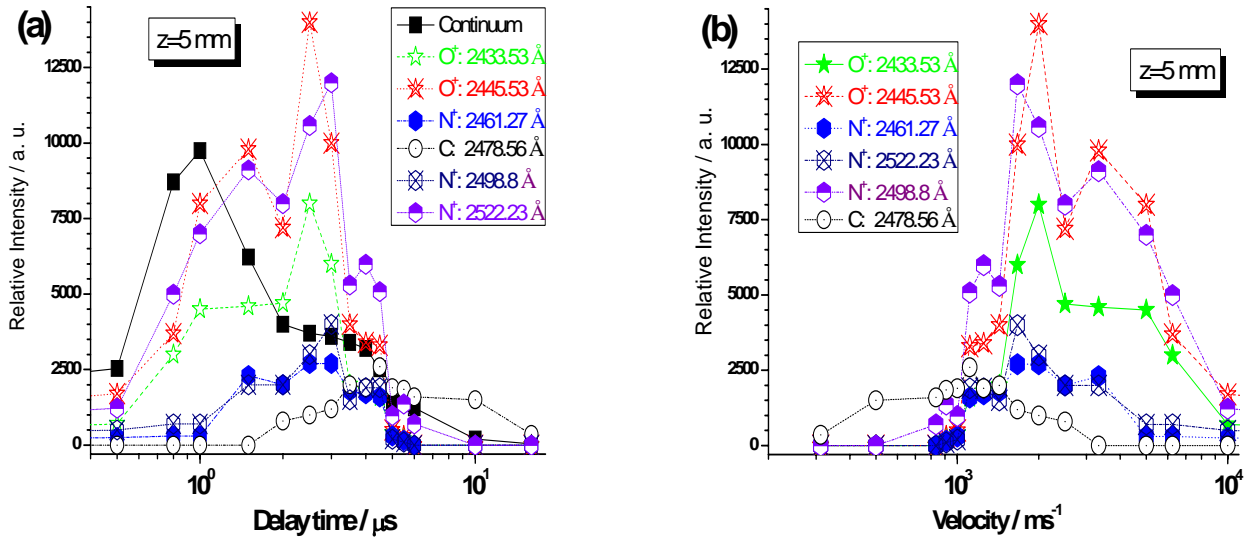 (a)
z=5 mm
Continuum
O⁺: 2433.53 Å
O⁺: 2445.53 Å
N⁺: 2461.27 Å
C: 2478.56 Å
N⁺: 2498.8 Å
N⁺: 2522.23 Å
Relative Intensity / a. u.
12500
10000
7500
5000
2500
0
10⁰
10¹
Delay time / μs
(b)
z=5 mm
O⁺: 2433.53 Å
O⁺: 2445.53 Å
N⁺: 2461.27 Å
N⁺: 2522.23 Å
N⁺: 2498.8 Å
C: 2478.56 Å
Relative Intensity / a. u.
12500
10000
7500
5000
2500
0
10³
10⁴
Velocity / ms⁻¹